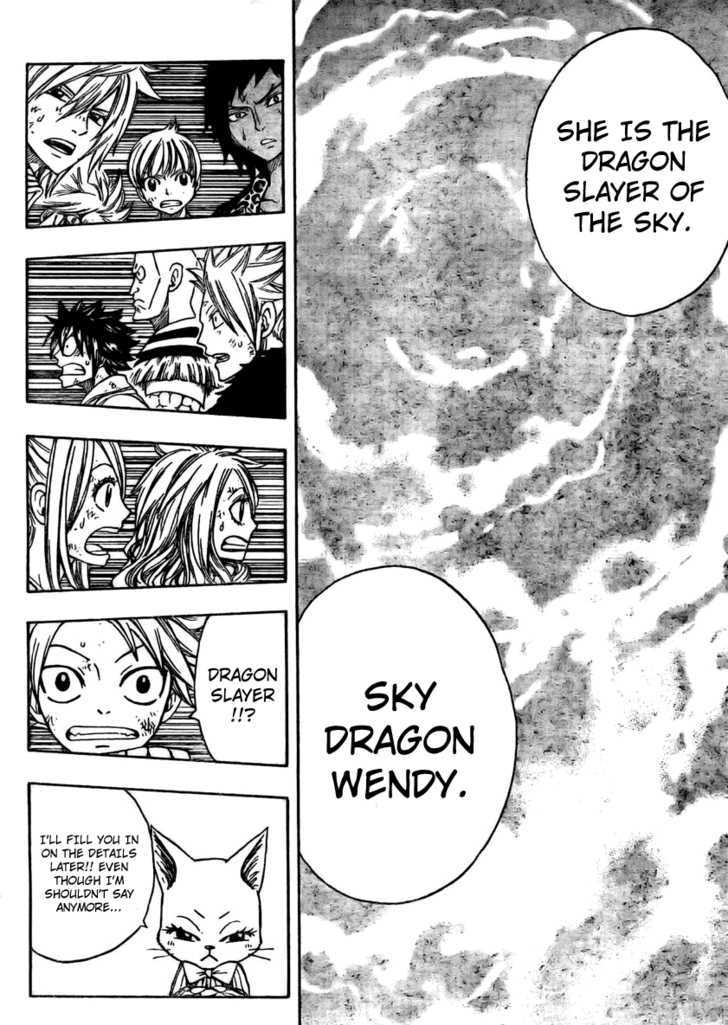 SHE IS THE
DRAGON
SLAYER OF
THE SKY.
SKY
DRAGON
WENDY.
DRAGON
SLAYER
!!?
I'LL FILL YOU IN
ON THE DETAILS
LATER!! EVEN
THOUGH I'M
SHOULDN'T SAY
ANYMORE...